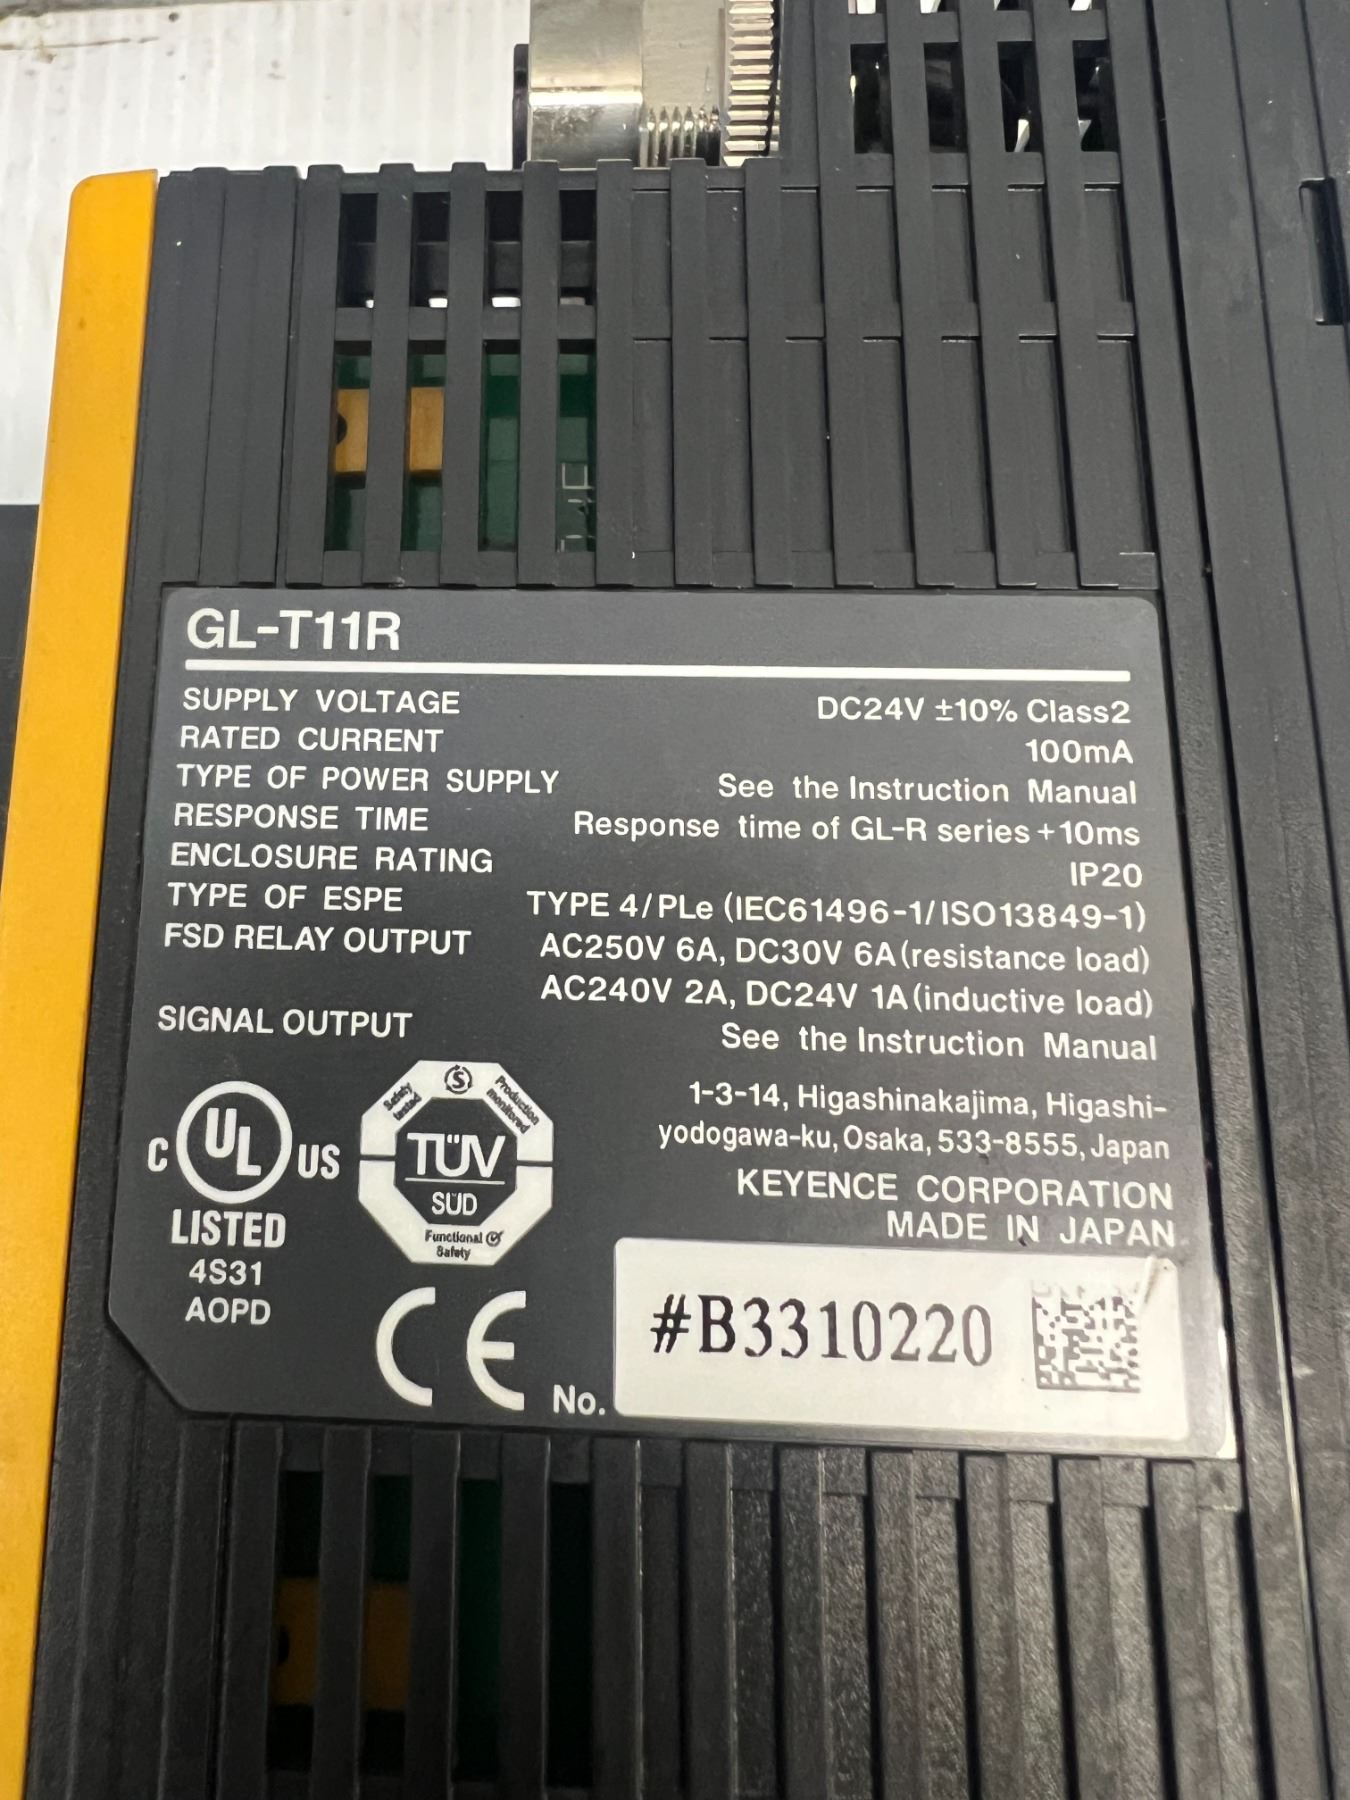 GL-T11R
SUPPLY VOLTAGE DC24V ±10% Class2
RATED CURRENT 100mA
TYPE OF POWER SUPPLY See the Instruction Manual
RESPONSE TIME Response time of GL-R series +10ms
ENCLOSURE RATING IP20
TYPE OF ESPE TYPE 4/PLe (IEC61496-1/ISO13849-1)
FSD RELAY OUTPUT AC250V 6A, DC30V 6A (resistance load)
AC240V 2A, DC24V 1A (inductive load)
SIGNAL OUTPUT See the Instruction Manual
1-3-14, Higashinakajima, Higashi-
yodogawa-ku, Osaka, 533-8555, Japan
KEYENCE CORPORATION
MADE IN JAPAN
C UL US
LISTED
4S31
AOPD
Safety
tested
S
Production
monitored
TÜV
SÜD
Functional
Safety
CE
No. #B3310220